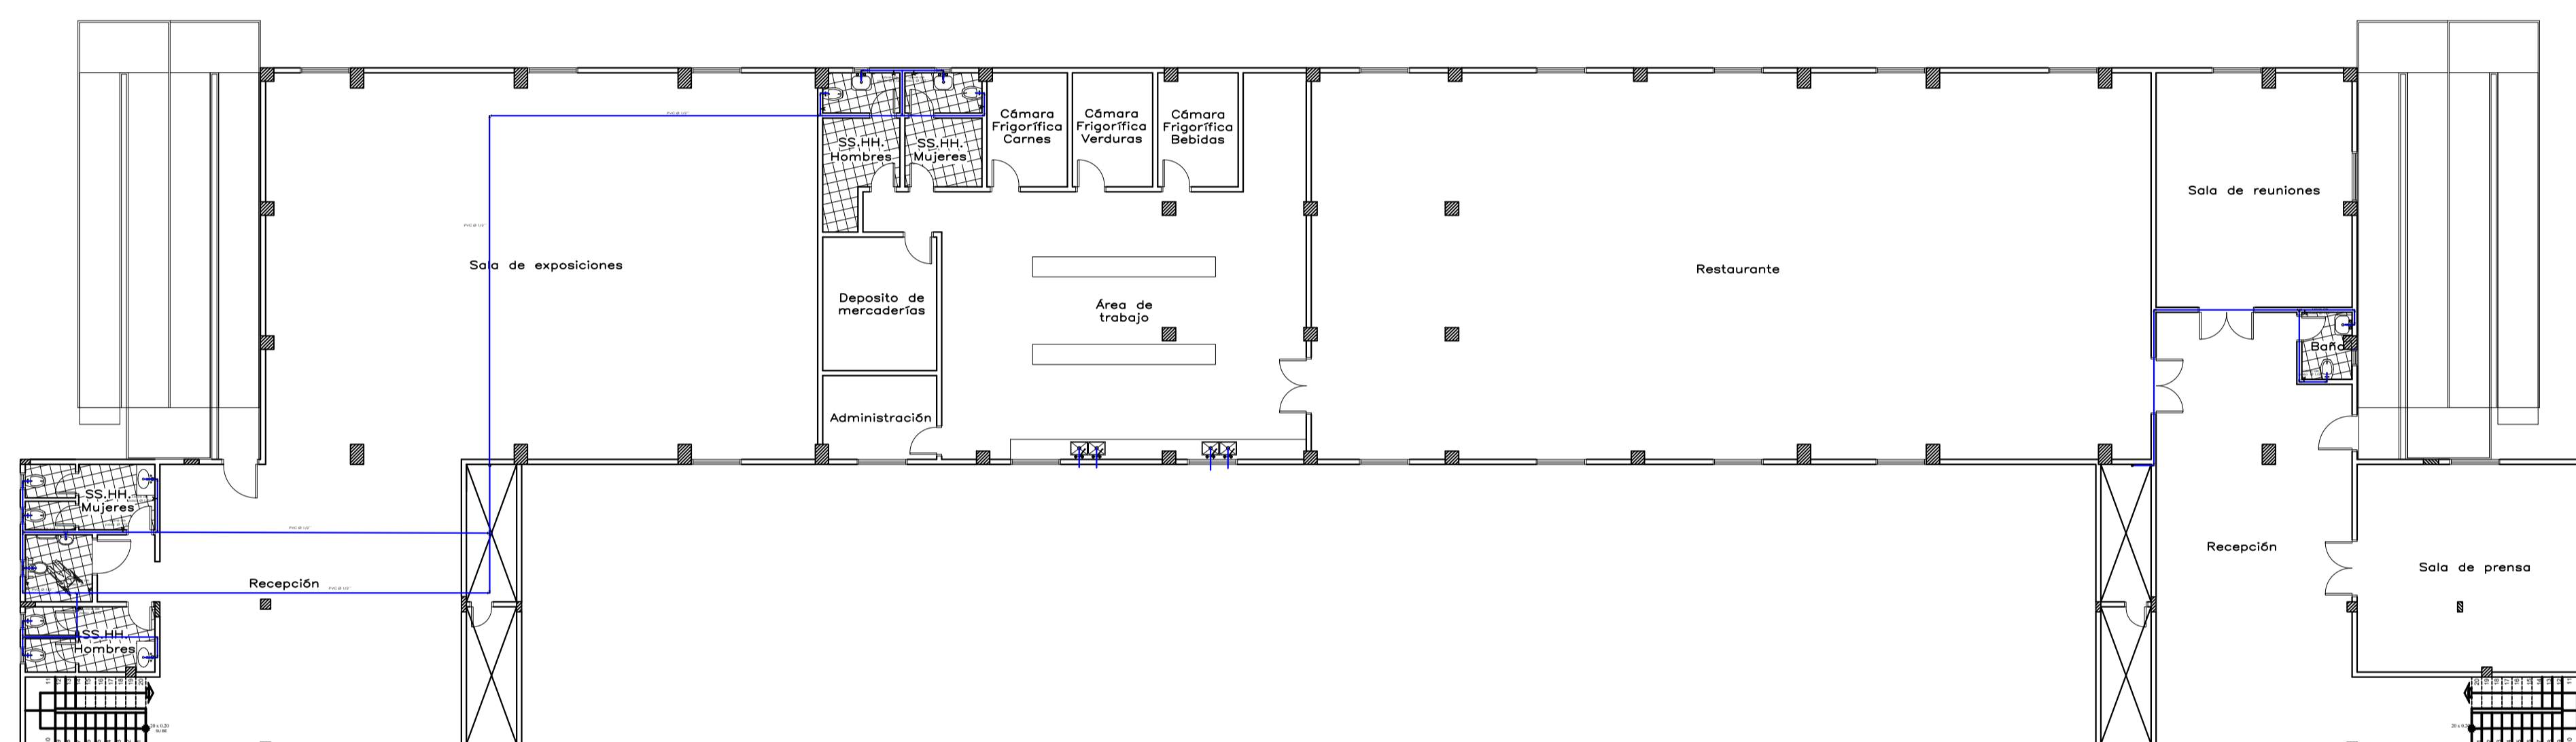 Cámara
Frigorífica
Carnes
Cámara
Frigorífica
Verduras
Cámara
Frigorífica
Bebidas
SS.HH.
Hombres
SS.HH.
Mujeres
Sala de reuniones
Sala de exposiciones
Restaurante
Deposito de
mercaderías
Área de
trabajo
Baño
Administración
SS.HH.
Mujeres
Recepción
Recepción
Sala de prensa
SS.HH.
Hombres